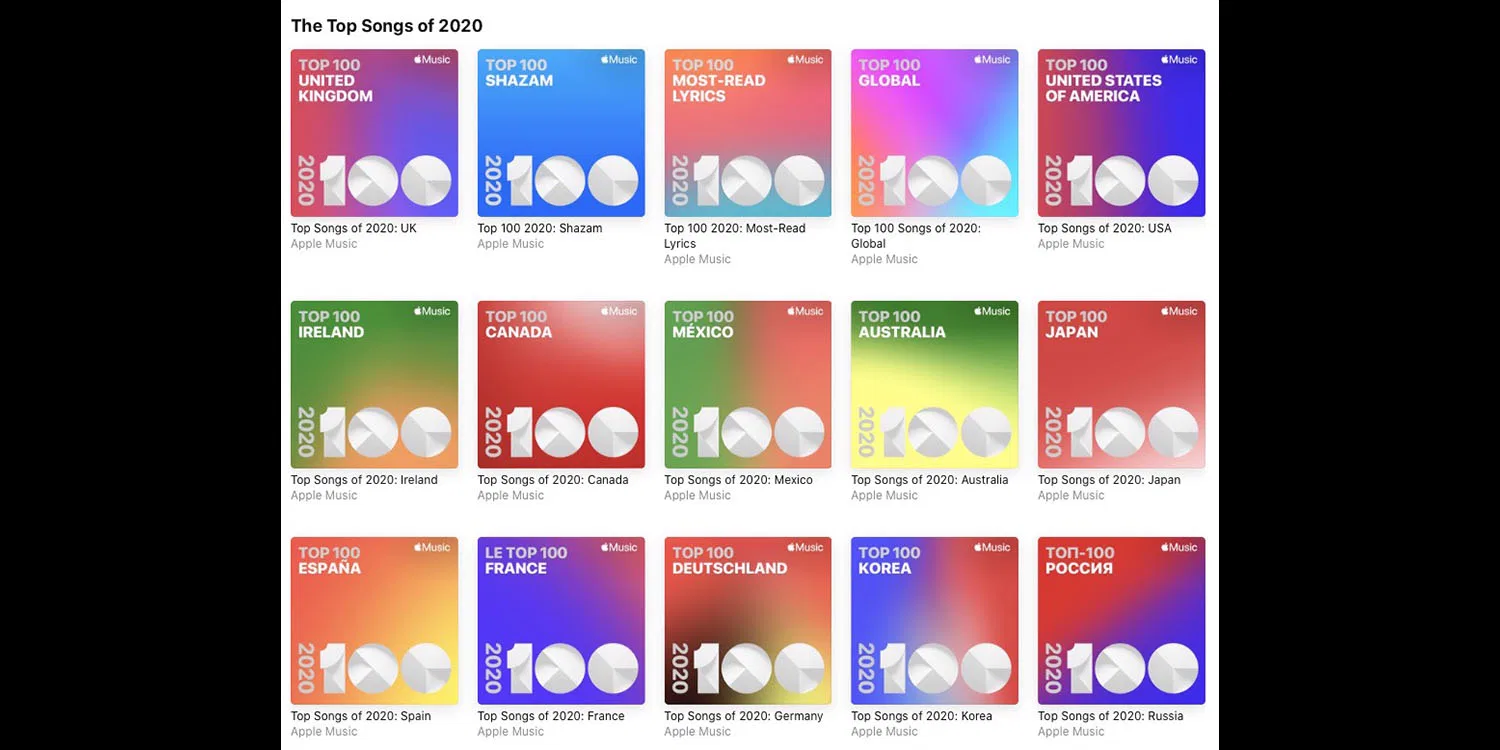 The Top Songs of 2020
TOP 100
UNITED
KINGDOM
Music
2020
100
Top Songs of 2020: UK
Apple Music
TOP 100
SHAZAM
Music
2020
100
Top 100 2020: Shazam
Apple Music
TOP 100
MOST-READ
LYRICS
Music
2020
100
Top 100 2020: Most-Read
Lyrics
Apple Music
TOP 100
GLOBAL
Music
2020
100
Top 100 Songs of 2020:
Global
Apple Music
TOP 100
UNITED STATES
OF AMERICA
Music
2020
100
Top Songs of 2020: USA
Apple Music
TOP 100
IRELAND
Music
2020
100
Top Songs of 2020: Ireland
Apple Music
TOP 100
CANADA
Music
2020
100
Top Songs of 2020: Canada
Apple Music
TOP 100
MÉXICO
Music
2020
100
Top Songs of 2020: Mexico
Apple Music
TOP 100
AUSTRALIA
Music
2020
100
Top Songs of 2020: Australia
Apple Music
TOP 100
JAPAN
Music
2020
100
Top Songs of 2020: Japan
Apple Music
TOP 100
ESPAÑA
Music
2020
100
Top Songs of 2020: Spain
Apple Music
LE TOP 100
FRANCE
Music
2020
100
Top Songs of 2020: France
Apple Music
TOP 100
DEUTSCHLAND
Music
2020
100
Top Songs of 2020: Germany
Apple Music
TOP 100
KOREA
Music
2020
100
Top Songs of 2020: Korea
Apple Music
ТОП-100
РОССИЯ
Music
2020
100
Top Songs of 2020: Russia
Apple Music